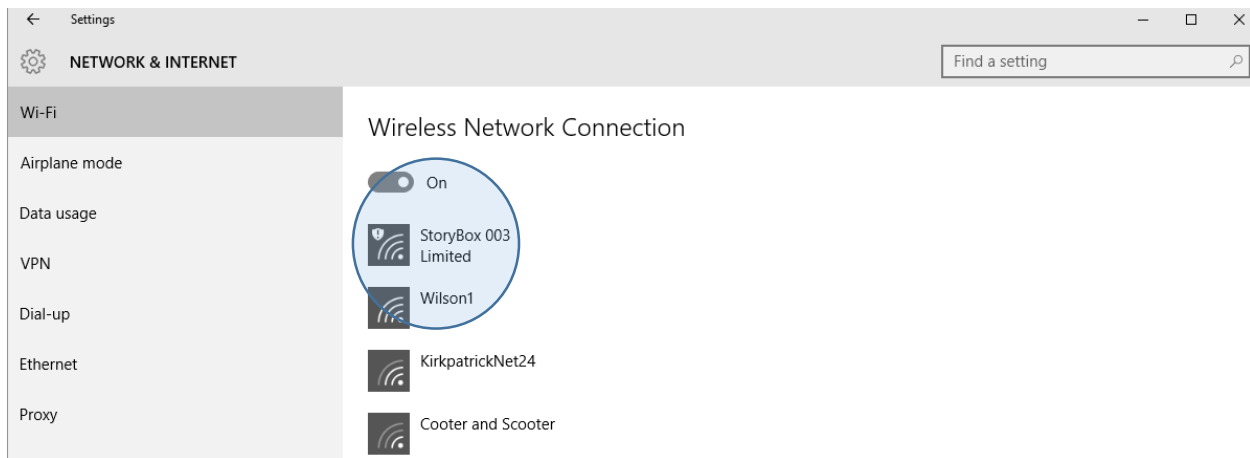 Settings
NETWORK & INTERNET
Find a setting
Wi-Fi
Airplane mode
Data usage
VPN
Dial-up
Ethernet
Proxy
Wireless Network Connection
On
StoryBox 003
Limited
Wilson1
KirkpatrickNet24
Cooter and Scooter